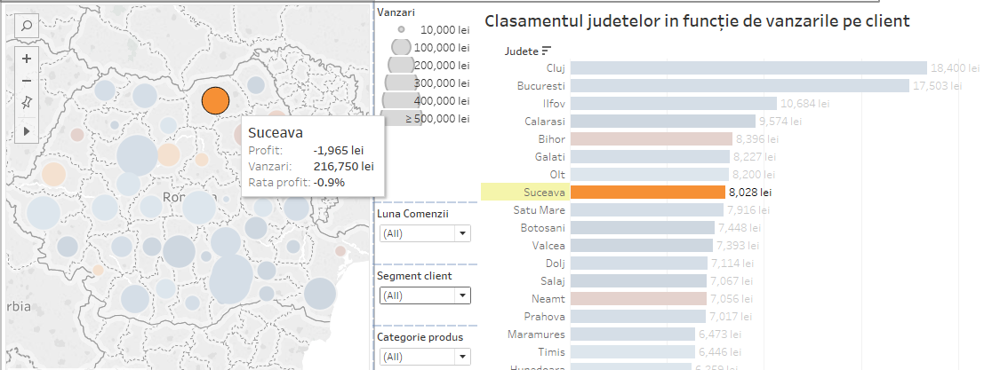 Vanzari
10,000 lei
100,000 lei
200,000 lei
300,000 lei
400,000 lei
≥ 500,000 lei
Suceava
Profit: -1,965 lei
Vanzari: 216,750 lei
Rata profit: -0.9%
Luna Comenzii
(All)
Segment client
(All)
Categorie produs
(All)
Clasamentul judetelor in funcție de vanzarile pe client
Judete
Cluj 18,400 lei
Bucuresti 17,503 lei
Ilfov 10,684 lei
Calarasi 9,574 lei
Bihor 8,396 lei
Galati 8,227 lei
Olt 8,200 lei
Suceava 8,028 lei
Satu Mare 7,916 lei
Botosani 7,448 lei
Valcea 7,393 lei
Dolj 7,114 lei
Salaj 7,067 lei
Neamt 7,056 lei
Prahova 7,017 lei
Maramures 6,473 lei
Timis 6,446 lei
Hunedoara 6,259 lei